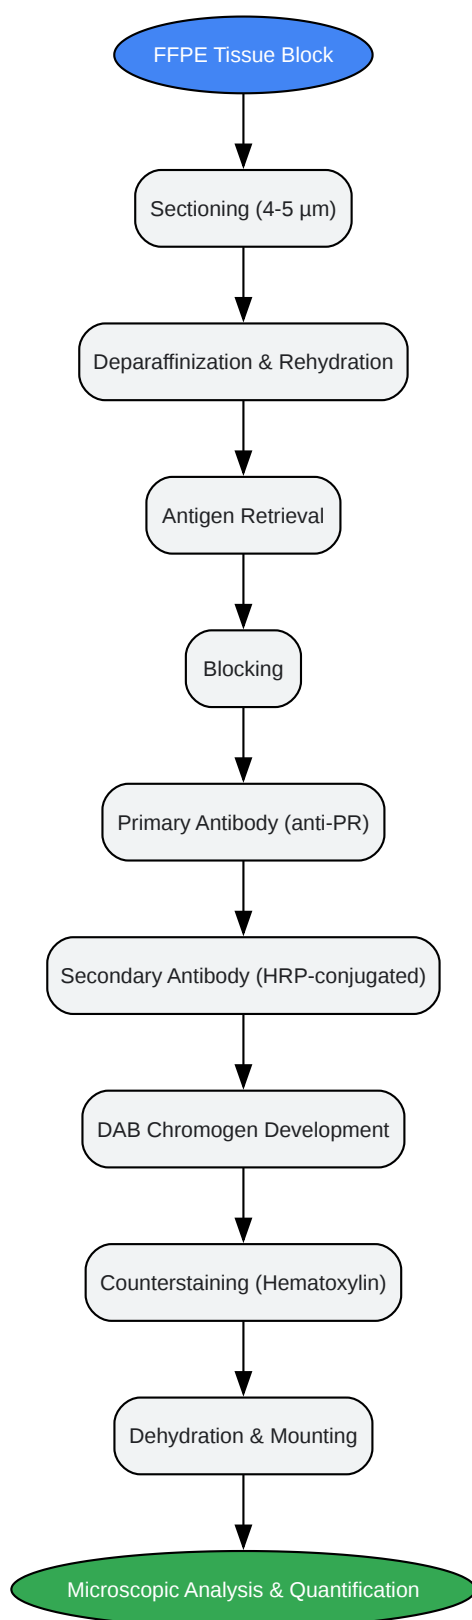 FFPE Tissue Block
Sectioning (4-5 µm)
Deparaffinization & Rehydration
Antigen Retrieval
Blocking
Primary Antibody (anti-PR)
Secondary Antibody (HRP-conjugated)
DAB Chromogen Development
Counterstaining (Hematoxylin)
Dehydration & Mounting
Microscopic Analysis & Quantification